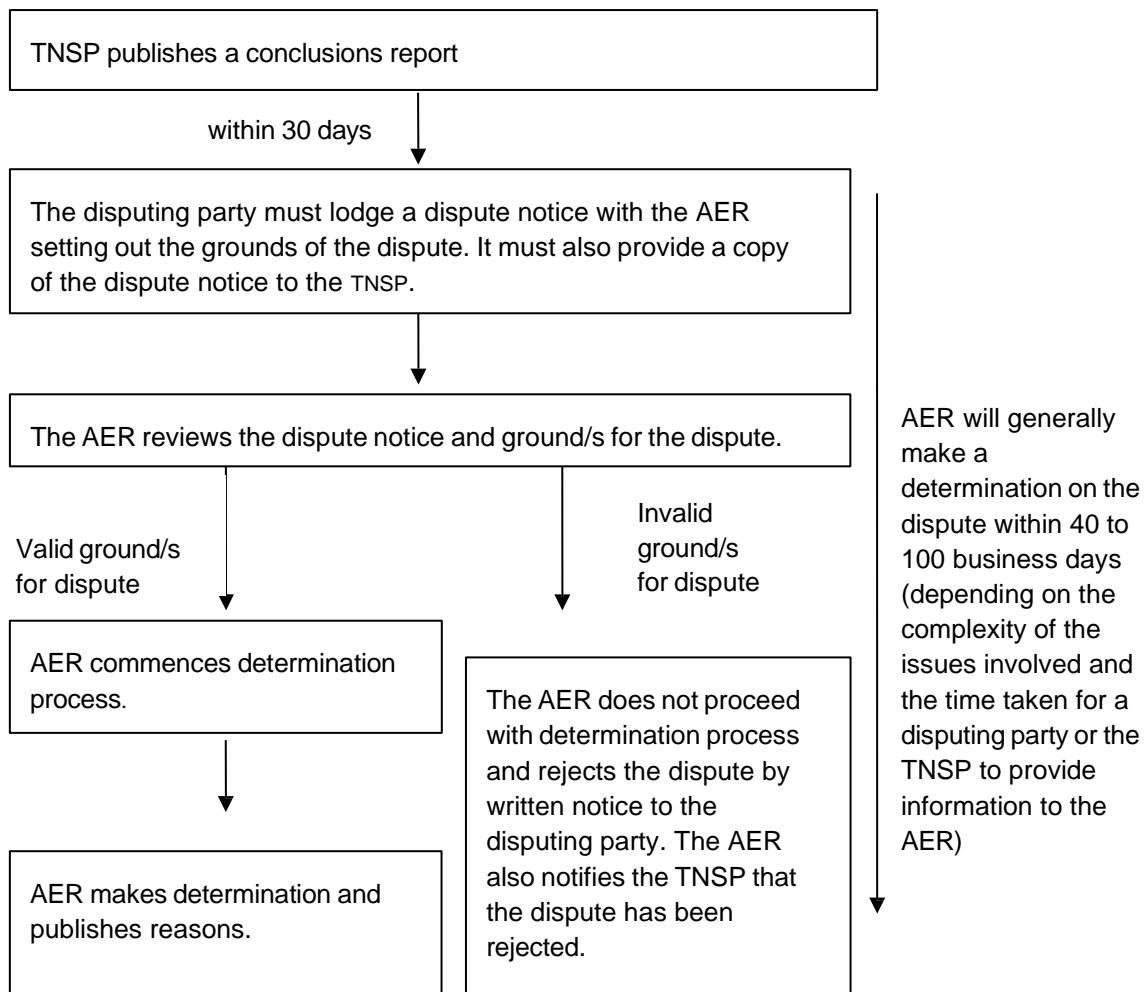 TNSP publishes a conclusions report
within 30 days
The disputing party must lodge a dispute notice with the AER
setting out the grounds of the dispute. It must also provide a copy
of the dispute notice to the TNSP.
The AER reviews the dispute notice and ground/s for the dispute.
Valid ground/s
for dispute
Invalid
ground/s
for dispute
AER commences determination
process.
The AER does not proceed
with determination process
and rejects the dispute by
written notice to the
disputing party. The AER
also notifies the TNSP that
the dispute has been
rejected.
AER makes determination and
publishes reasons.
AER will generally
make a
determination on the
dispute within 40 to
100 business days
(depending on the
complexity of the
issues involved and
the time taken for a
disputing party or the
TNSP to provide
information to the
AER)